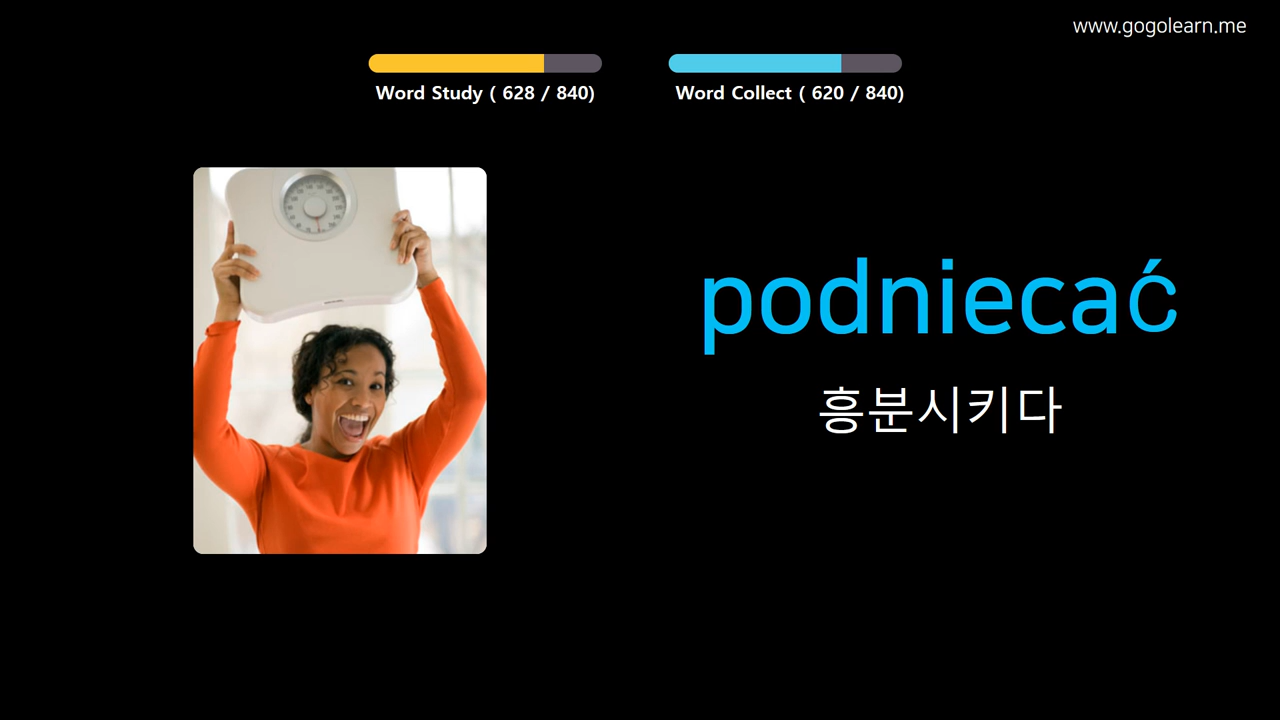 www.gogolearn.me
Word Study ( 628 / 840)
Word Collect ( 620 / 840)
podniecać
흥분시키다